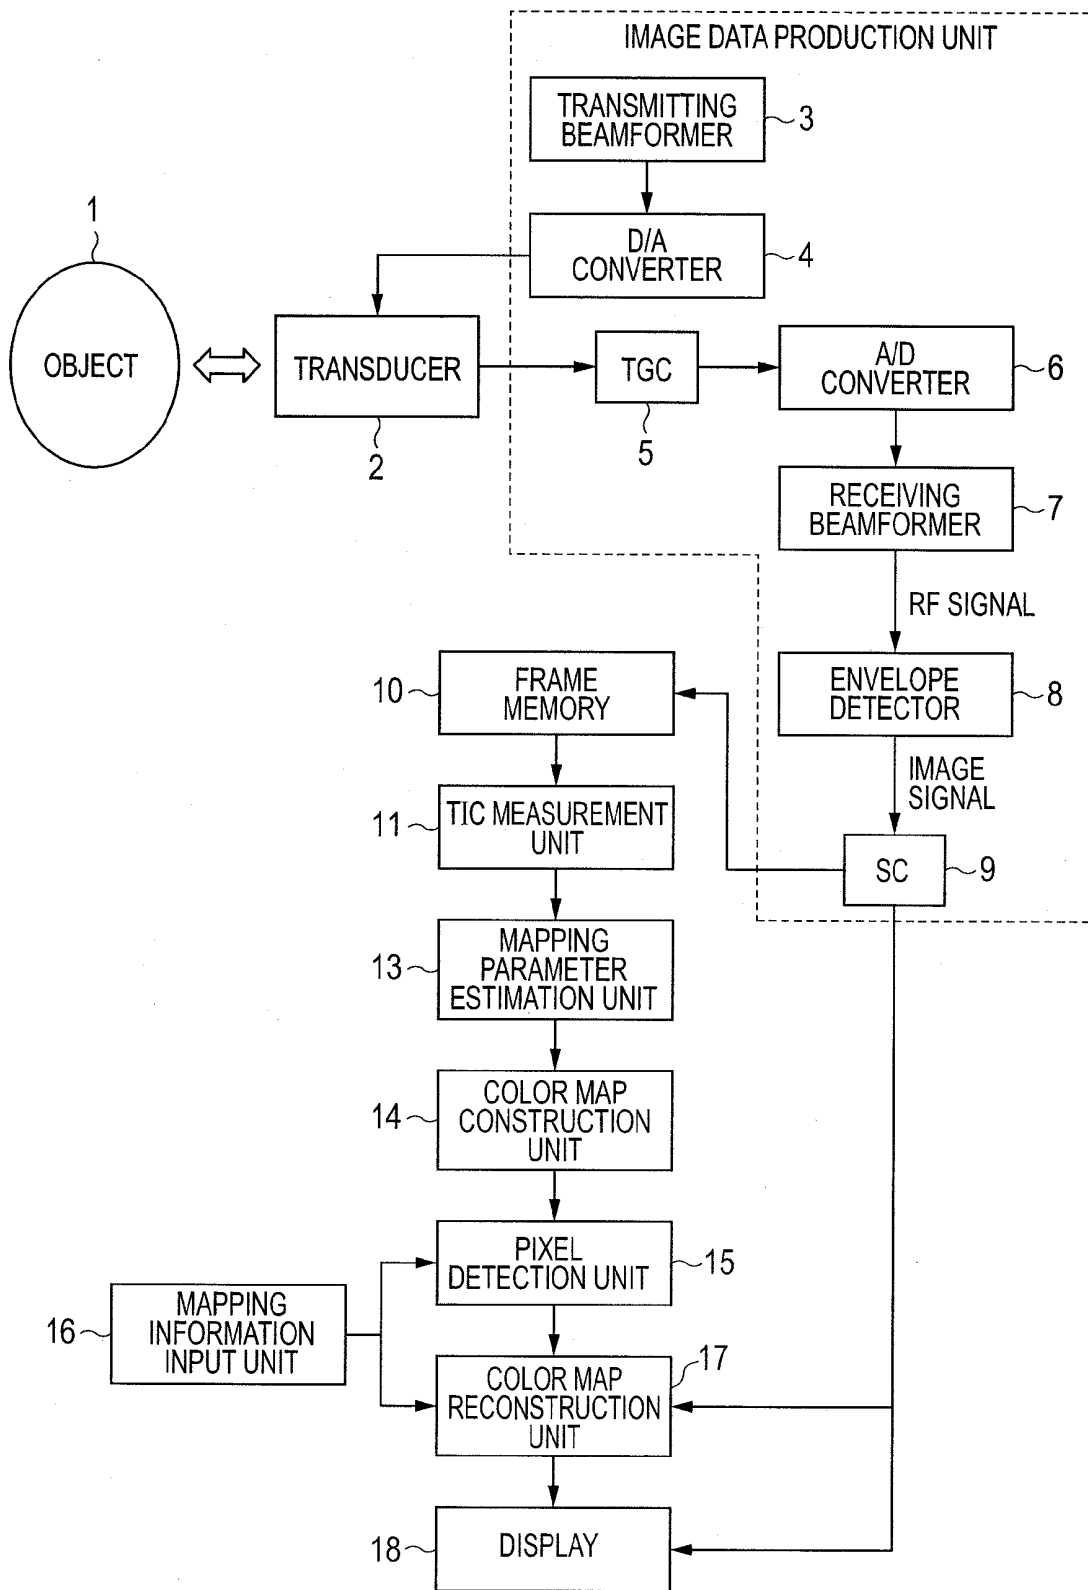 IMAGE DATA PRODUCTION UNIT
TRANSMITTING
BEAMFORMER
3
D/A
CONVERTER
4
1
OBJECT
TRANSDUCER
2
TGC
5
A/D
CONVERTER
6
RECEIVING
BEAMFORMER
7
RF SIGNAL
ENVELOPE
DETECTOR
8
IMAGE
SIGNAL
SC
9
10
FRAME
MEMORY
11
TIC MEASUREMENT
UNIT
13
MAPPING
PARAMETER
ESTIMATION UNIT
14
COLOR MAP
CONSTRUCTION
UNIT
PIXEL
DETECTION UNIT
15
16
MAPPING
INFORMATION
INPUT UNIT
COLOR MAP
RECONSTRUCTION
UNIT
17
18
DISPLAY